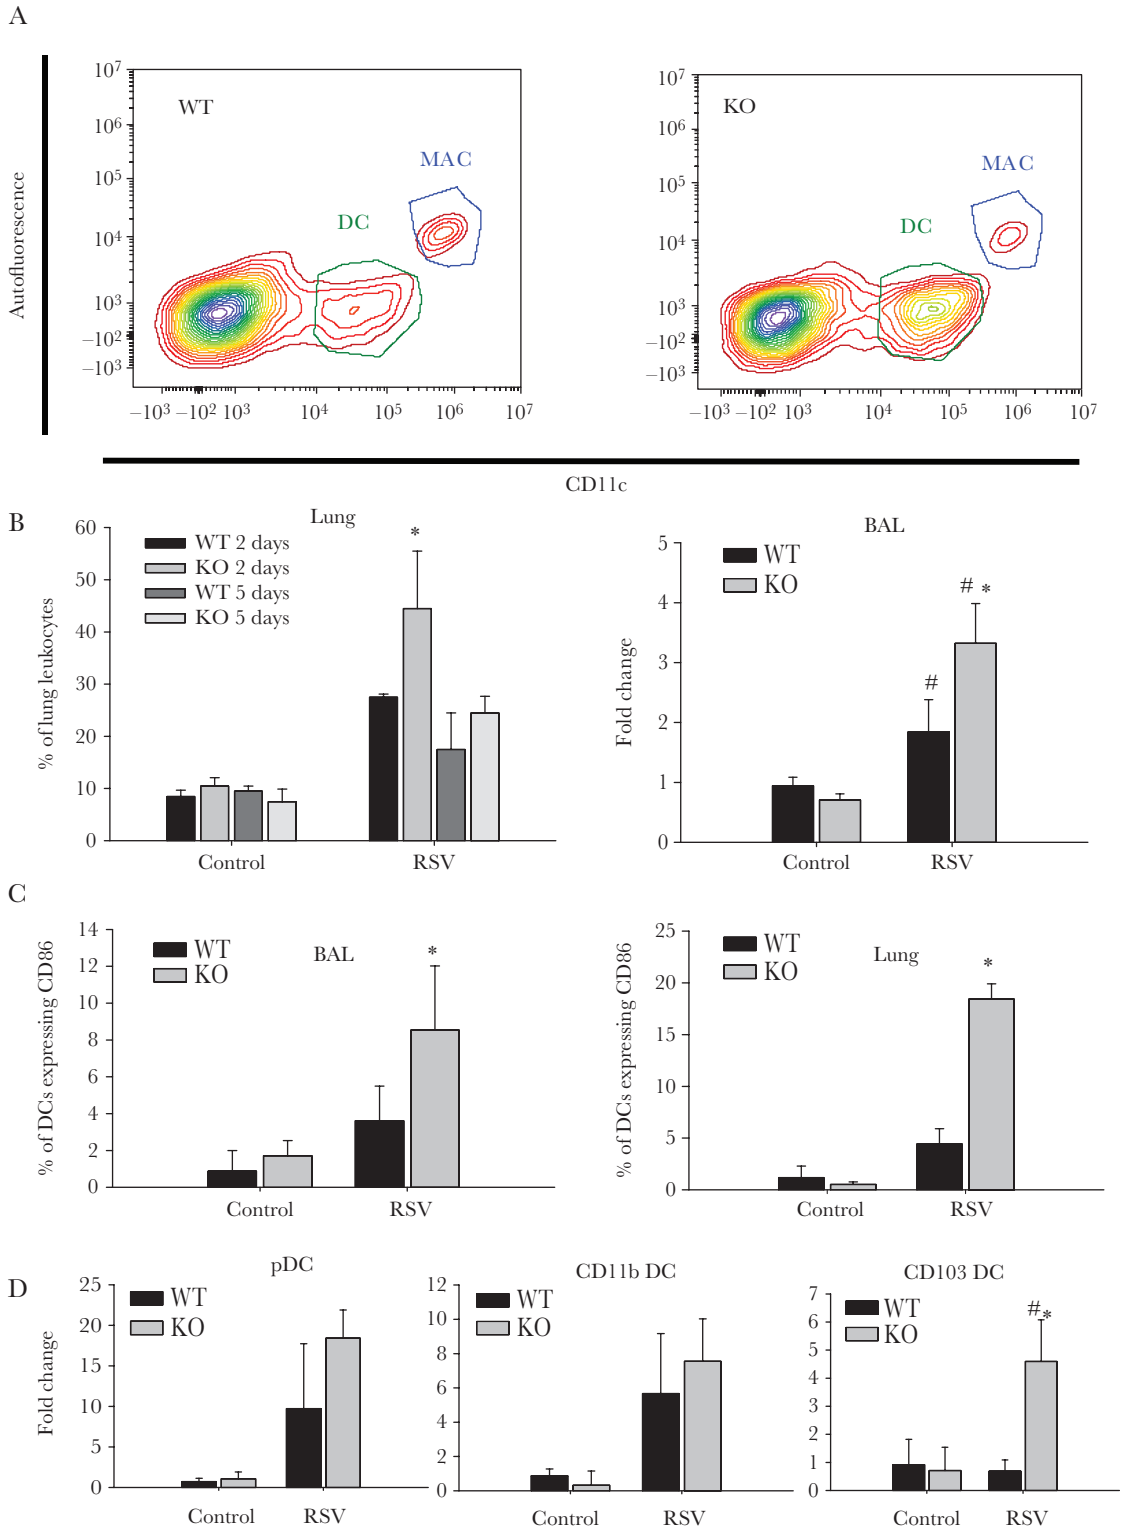 A
Autofluorescence
10⁷
10⁶
10⁵
10⁴
10³
−10²
−10³
WT
MAC
DC
−10³ −10² 10³ 10⁴ 10⁵ 10⁶ 10⁷
10⁷
10⁶
10⁵
10⁴
10³
−10²
−10³
KO
MAC
DC
−10³ −10² 10³ 10⁴ 10⁵ 10⁶ 10⁷
CD11c
B
Lung
% of lung leukocytes
60
50
40
30
20
10
0
WT 2 days
KO 2 days
WT 5 days
KO 5 days
*
Control RSV
BAL
Fold change
5
4
3
2
1
0
WT
KO
#
# *
Control RSV
C
% of DCs expressing CD86
14
12
10
8
6
4
2
0
WT
KO
BAL
*
Control RSV
% of DCs expressing CD86
25
20
15
10
5
0
WT
KO
Lung
*
Control RSV
D
pDC
Fold change
25
20
15
10
5
0
WT
KO
Control RSV
CD11b DC
12
10
8
6
4
2
0
WT
KO
Control RSV
CD103 DC
7
6
5
4
3
2
1
0
WT
KO
#*
Control RSV